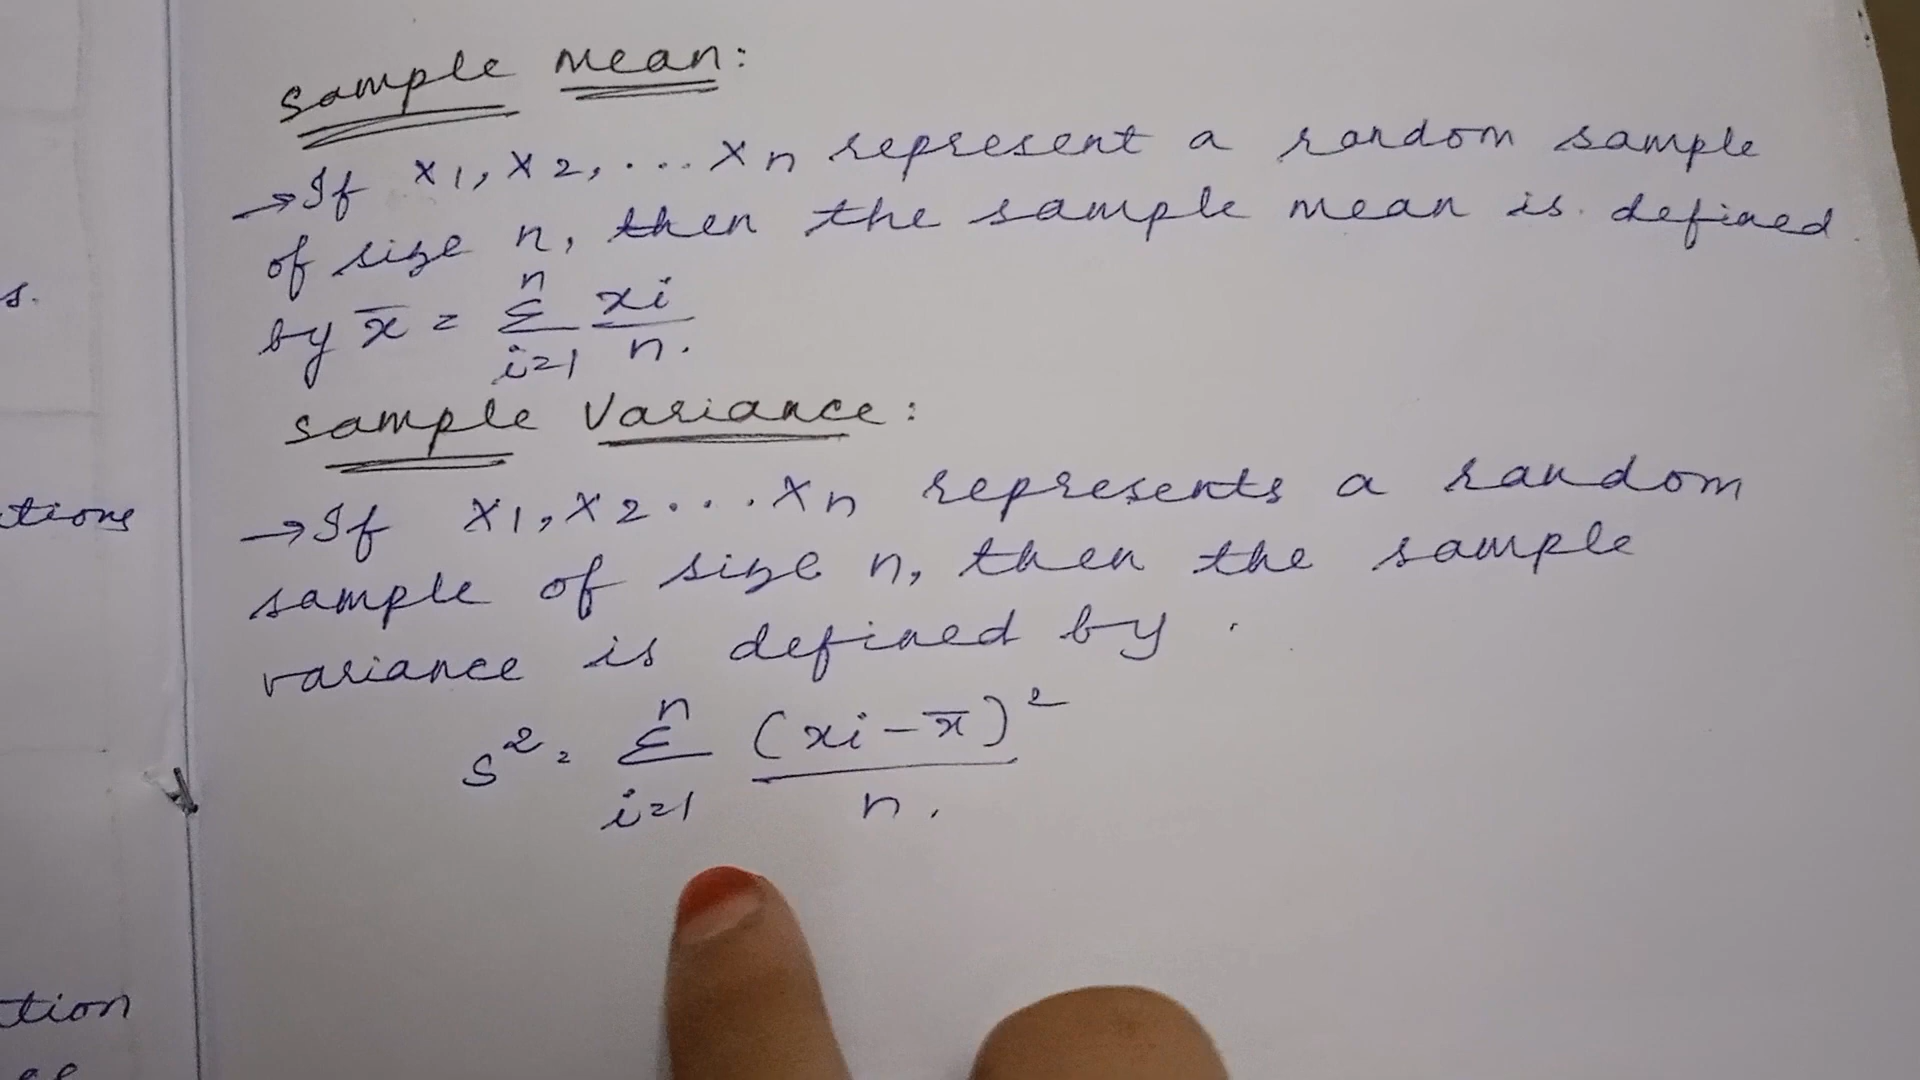 Sample Mean:
→If X1, X2, ... Xn represent a random sample
of size n, then the sample mean is defined
by x̄ = Σ_{i=1}^{n} xi/n.
Sample Variance:
→If X1, X2 ... Xn represents a random
sample of size n, then the sample
variance is defined by
s² = Σ_{i=1}^{n} (xi - x̄)²/n.
s.
tions
tion